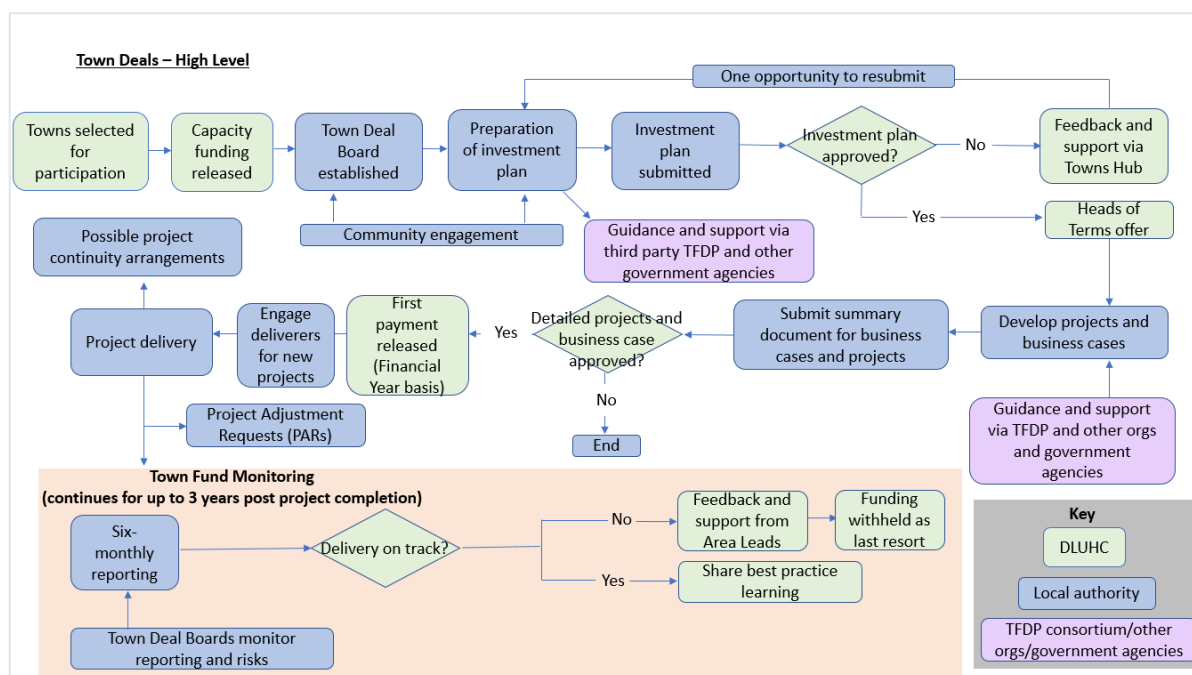 Town Deals – High Level
One opportunity to resubmit
Towns selected
for
participation
Capacity
funding
released
Town Deal
Board
established
Preparation
of investment
plan
Investment
plan
submitted
Investment plan
approved?
No
Feedback and
support via
Towns Hub
Yes
Heads of
Terms offer
Community engagement
Guidance and support via
third party TFDP and other
government agencies
Possible project
continuity arrangements
Project delivery
Engage
deliverers
for new
projects
First
payment
released
(Financial
Year basis)
Yes
Detailed projects and
business case
approved?
No
End
Submit summary
document for business
cases and projects
Develop projects and
business cases
Guidance and support
via TFDP and other orgs
and government
agencies
Project Adjustment
Requests (PARs)
Town Fund Monitoring
(continues for up to 3 years post project completion)
Six-
monthly
reporting
Delivery on track?
No
Feedback and
support from
Area Leads
Funding
withheld as
last resort
Yes
Share best practice
learning
Town Deal Boards monitor
reporting and risks
Key
DLUHC
Local authority
TFDP consortium/other
orgs/government agencies